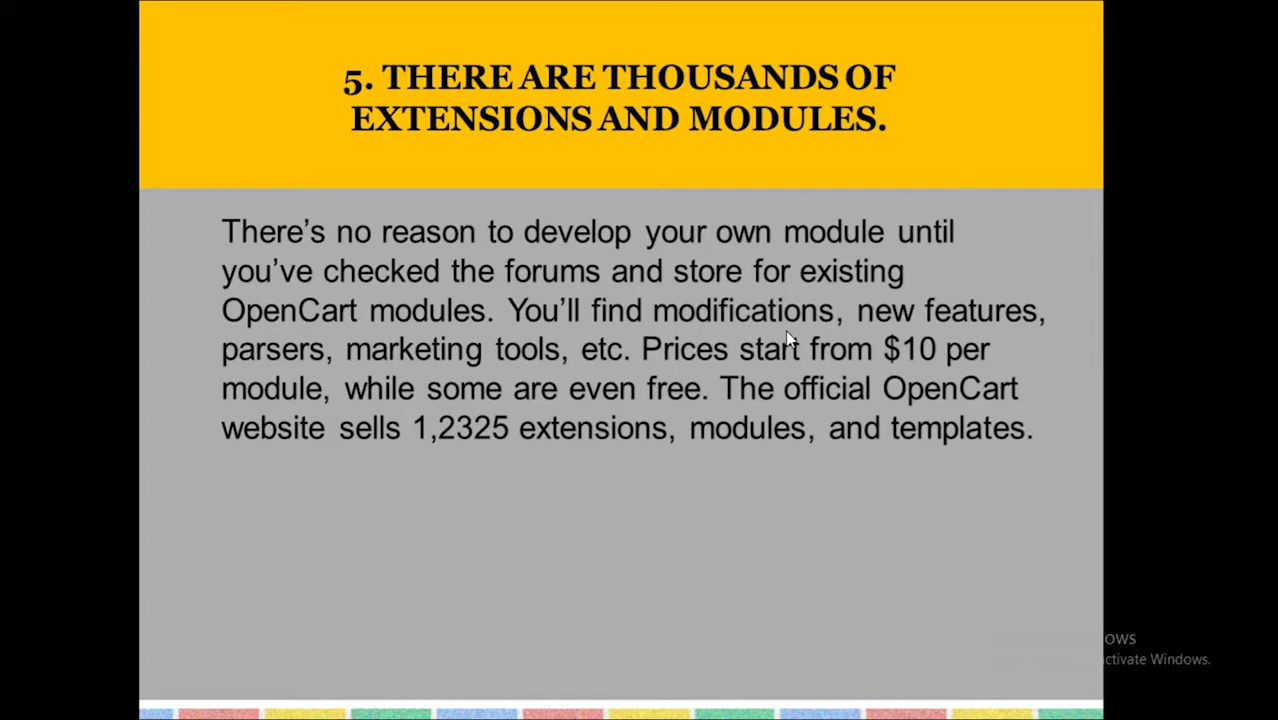 5. THERE ARE THOUSANDS OF
EXTENSIONS AND MODULES.
There's no reason to develop your own module until
you've checked the forums and store for existing
OpenCart modules. You'll find modifications, new features,
parsers, marketing tools, etc. Prices start from $10 per
module, while some are even free. The official OpenCart
website sells 1,2325 extensions, modules, and templates.
Windows.